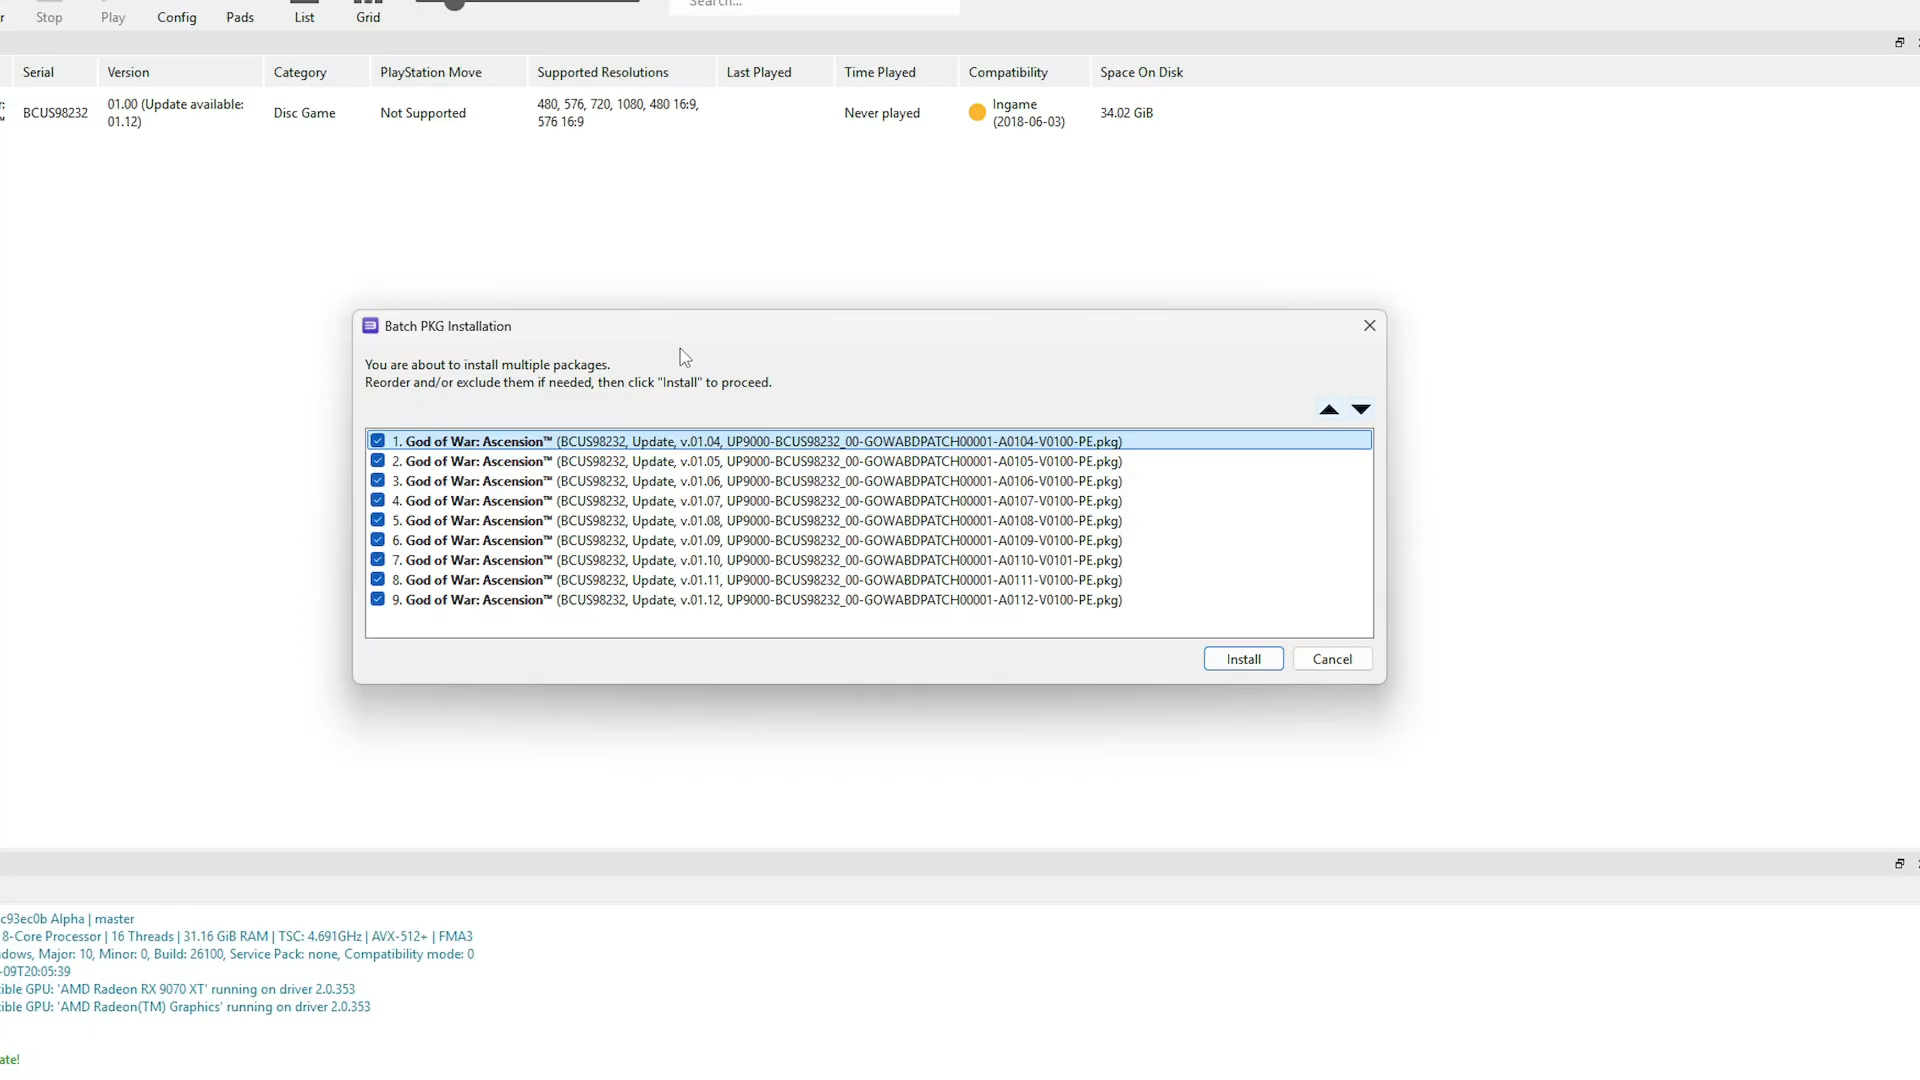 Stop Play Config Pads List Grid
Serial Version Category PlayStation Move Supported Resolutions Last Played Time Played Compatibility Space On Disk
BCUS98232 01.00 (Update available: 01.12) Disc Game Not Supported 480, 576, 720, 1080, 480 16:9, 576 16:9 Never played Ingame (2018-06-03) 34.02 GiB
Batch PKG Installation
You are about to install multiple packages.
Reorder and/or exclude them if needed, then click "Install" to proceed.
1. God of War: Ascension™ (BCUS98232, Update, v.01.04, UP9000-BCUS98232_00-GOWABDPATCH00001-A0104-V0100-PE.pkg)
2. God of War: Ascension™ (BCUS98232, Update, v.01.05, UP9000-BCUS98232_00-GOWABDPATCH00001-A0105-V0100-PE.pkg)
3. God of War: Ascension™ (BCUS98232, Update, v.01.06, UP9000-BCUS98232_00-GOWABDPATCH00001-A0106-V0100-PE.pkg)
4. God of War: Ascension™ (BCUS98232, Update, v.01.07, UP9000-BCUS98232_00-GOWABDPATCH00001-A0107-V0100-PE.pkg)
5. God of War: Ascension™ (BCUS98232, Update, v.01.08, UP9000-BCUS98232_00-GOWABDPATCH00001-A0108-V0100-PE.pkg)
6. God of War: Ascension™ (BCUS98232, Update, v.01.09, UP9000-BCUS98232_00-GOWABDPATCH00001-A0109-V0100-PE.pkg)
7. God of War: Ascension™ (BCUS98232, Update, v.01.10, UP9000-BCUS98232_00-GOWABDPATCH00001-A0110-V0101-PE.pkg)
8. God of War: Ascension™ (BCUS98232, Update, v.01.11, UP9000-BCUS98232_00-GOWABDPATCH00001-A0111-V0100-PE.pkg)
9. God of War: Ascension™ (BCUS98232, Update, v.01.12, UP9000-BCUS98232_00-GOWABDPATCH00001-A0112-V0100-PE.pkg)
Install Cancel
c93ec0b Alpha | master
8-Core Processor | 16 Threads | 31.16 GiB RAM | TSC: 4.691GHz | AVX-512+ | FMA3
dows, Major: 10, Minor: 0, Build: 26100, Service Pack: none, Compatibility mode: 0
-09T20:05:39
ible GPU: 'AMD Radeon RX 9070 XT' running on driver 2.0.353
ible GPU: 'AMD Radeon(TM) Graphics' running on driver 2.0.353
ate!